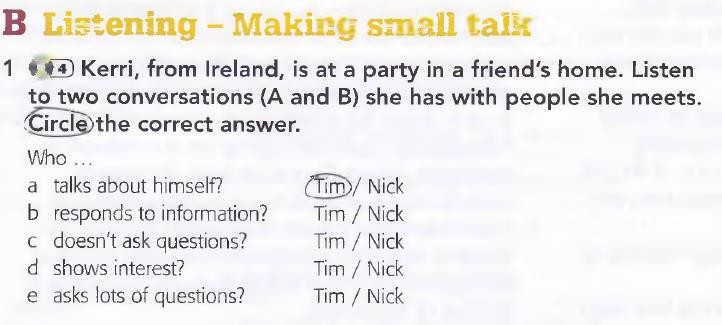 B Listening – Making small talk
1 4 Kerri, from Ireland, is at a party in a friend's home. Listen
to two conversations (A and B) she has with people she meets.
Circle the correct answer.
Who ...
a talks about himself? Tim / Nick
b responds to information? Tim / Nick
c doesn't ask questions? Tim / Nick
d shows interest? Tim / Nick
e asks lots of questions? Tim / Nick